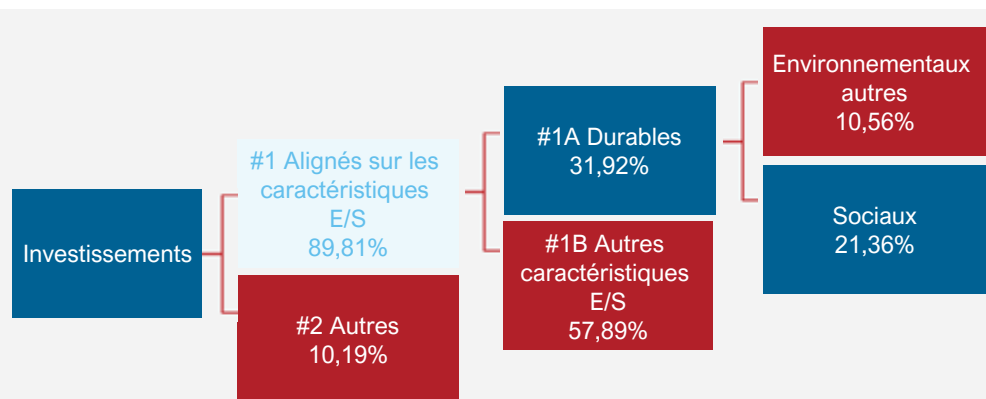 Investissements
#1 Alignés sur les
caractéristiques
E/S
89,81%
#2 Autres
10,19%
#1A Durables
31,92%
#1B Autres
caractéristiques
E/S
57,89%
Environnementaux
autres
10,56%
Sociaux
21,36%